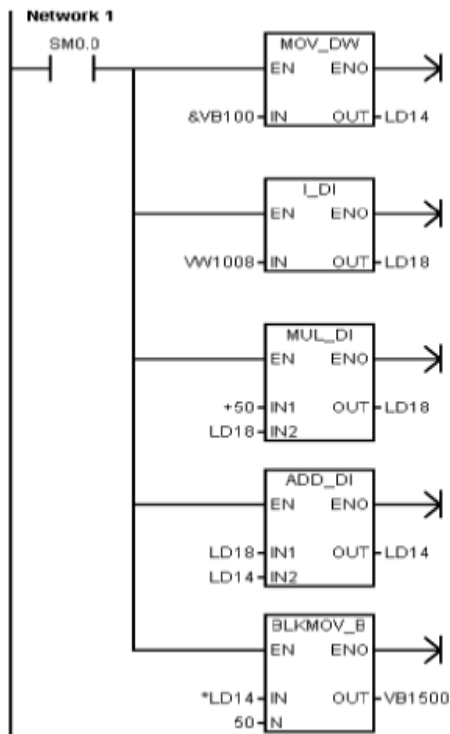 Network 1
SM0.0
MOV_DW
EN ENO
&VB100 IN OUT LD14
I_DI
EN ENO
VW1008 IN OUT LD18
MUL_DI
EN ENO
+50 IN1 OUT LD18
LD18 IN2
ADD_DI
EN ENO
LD18 IN1 OUT LD14
LD14 IN2
BLKMOV_B
EN ENO
*LD14 IN OUT VB1500
50 N